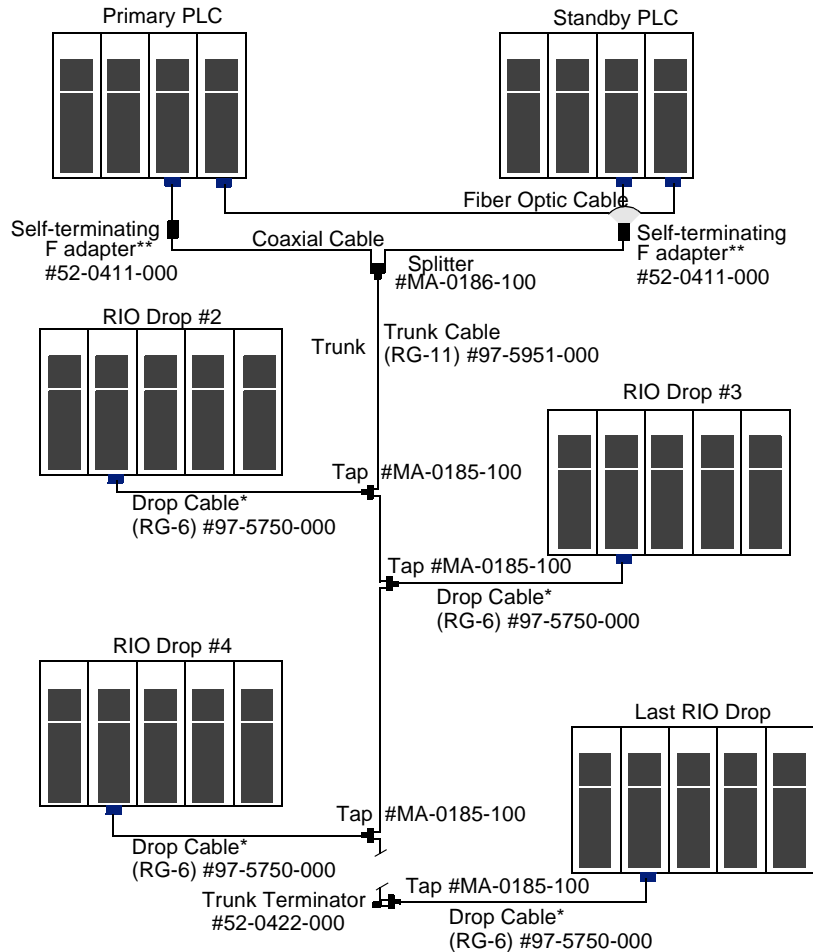 Primary PLC
Standby PLC
Fiber Optic Cable
Self-terminating
F adapter**
#52-0411-000
Coaxial Cable
Splitter
#MA-0186-100
Self-terminating
F adapter**
#52-0411-000
RIO Drop #2
Trunk
Trunk Cable
(RG-11) #97-5951-000
RIO Drop #3
Tap #MA-0185-100
Drop Cable*
(RG-6) #97-5750-000
Tap #MA-0185-100
Drop Cable*
(RG-6) #97-5750-000
RIO Drop #4
Last RIO Drop
Tap #MA-0185-100
Drop Cable*
(RG-6) #97-5750-000
Trunk Terminator
#52-0422-000
Tap #MA-0185-100
Drop Cable*
(RG-6) #97-5750-000